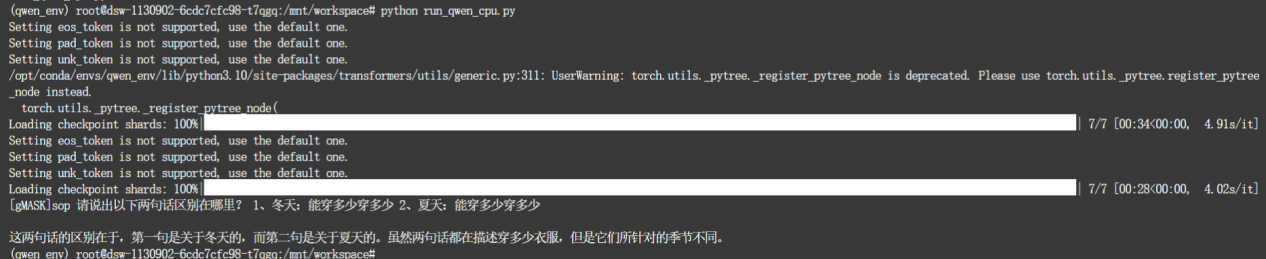 (qwen_env) root@dsw-1130902-6cdc7cfc98-t7qgq:/mnt/workspace# python run_qwen_cpu.py
Setting eos_token is not supported, use the default one.
Setting pad_token is not supported, use the default one.
Setting unk_token is not supported, use the default one.
/opt/conda/envs/qwen_env/lib/python3.10/site-packages/transformers/utils/generic.py:311: UserWarning: torch.utils._pytree._register_pytree_node is deprecated. Please use torch.utils._pytree.register_pytree
_node instead.
  torch.utils._pytree._register_pytree_node(
Loading checkpoint shards: 100%| | 7/7 [00:34<00:00,  4.91s/it]
Setting eos_token is not supported, use the default one.
Setting pad_token is not supported, use the default one.
Setting unk_token is not supported, use the default one.
Loading checkpoint shards: 100%| | 7/7 [00:28<00:00,  4.02s/it]
[gMASK]sop 请说出以下两句话区别在哪里？ 1、冬天：能穿多少穿多少 2、夏天：能穿多少穿多少
这两句话的区别在于，第一句是关于冬天的，而第二句是关于夏天的。虽然两句话都在描述穿多少衣服，但是它们所针对的季节不同。
(qwen_env) root@dsw-1130902-6cdc7cfc98-t7qgq:/mnt/workspace#